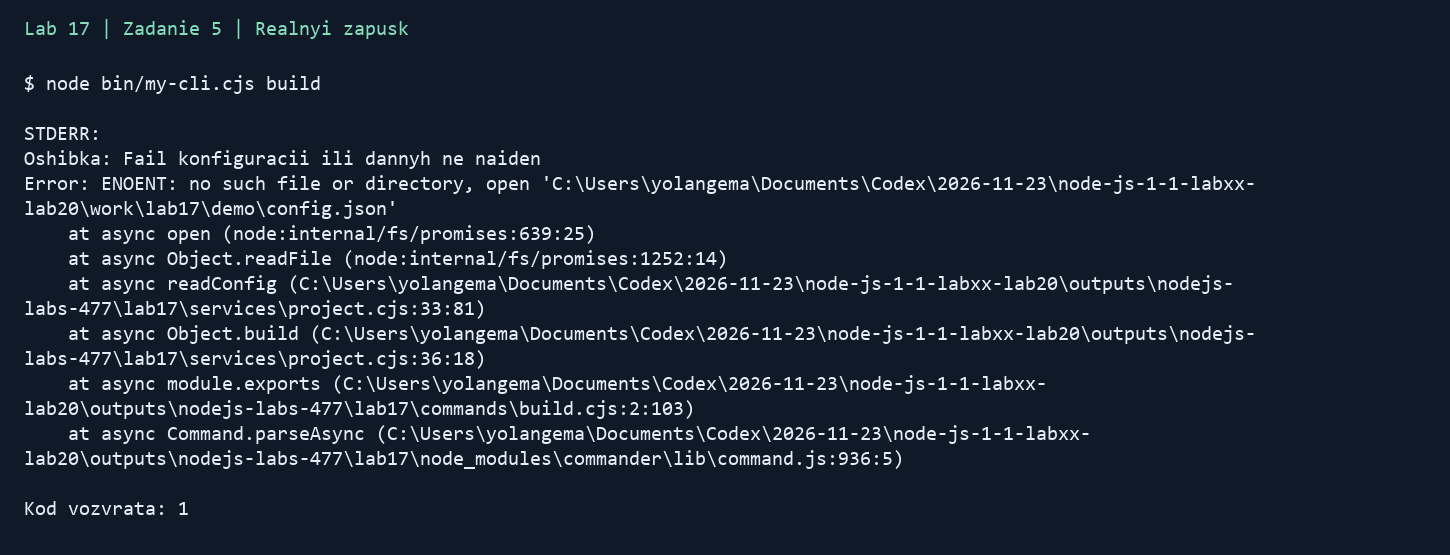 Lab 17 | Zadanie 5 | Realnyi zapusk
$ node bin/my-cli.cjs build
STDERR:
Oshibka: Fail konfiguracii ili dannyh ne naiden
Error: ENOENT: no such file or directory, open 'C:\Users\yolangema\Documents\Codex\2026-11-23\node-js-1-1-labxx-
lab20\work\lab17\demo\config.json'
    at async open (node:internal/fs/promises:639:25)
    at async Object.readFile (node:internal/fs/promises:1252:14)
    at async readConfig (C:\Users\yolangema\Documents\Codex\2026-11-23\node-js-1-1-labxx-lab20\outputs\nodejs-
labs-477\lab17\services\project.cjs:33:81)
    at async Object.build (C:\Users\yolangema\Documents\Codex\2026-11-23\node-js-1-1-labxx-lab20\outputs\nodejs-
labs-477\lab17\services\project.cjs:36:18)
    at async module.exports (C:\Users\yolangema\Documents\Codex\2026-11-23\node-js-1-1-labxx-
lab20\outputs\nodejs-labs-477\lab17\commands\build.cjs:2:103)
    at async Command.parseAsync (C:\Users\yolangema\Documents\Codex\2026-11-23\node-js-1-1-labxx-
lab20\outputs\nodejs-labs-477\lab17\node_modules\commander\lib\command.js:936:5)
Kod vozvrata: 1